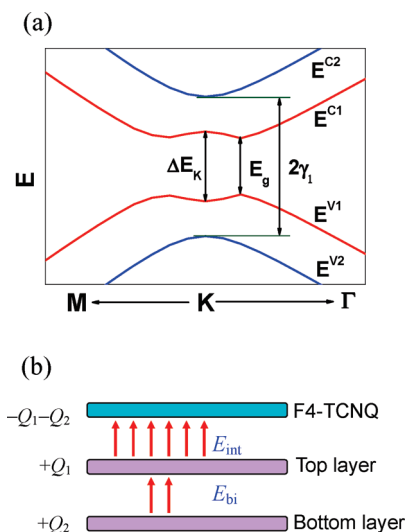 (a)
E^C2
E^C1
ΔE_K
E_g
2γ_1
E
E^V1
E^V2
M K Γ
(b)
−Q_1−Q_2 F4-TCNQ
E_int
+Q_1 Top layer
E_bi
+Q_2 Bottom layer